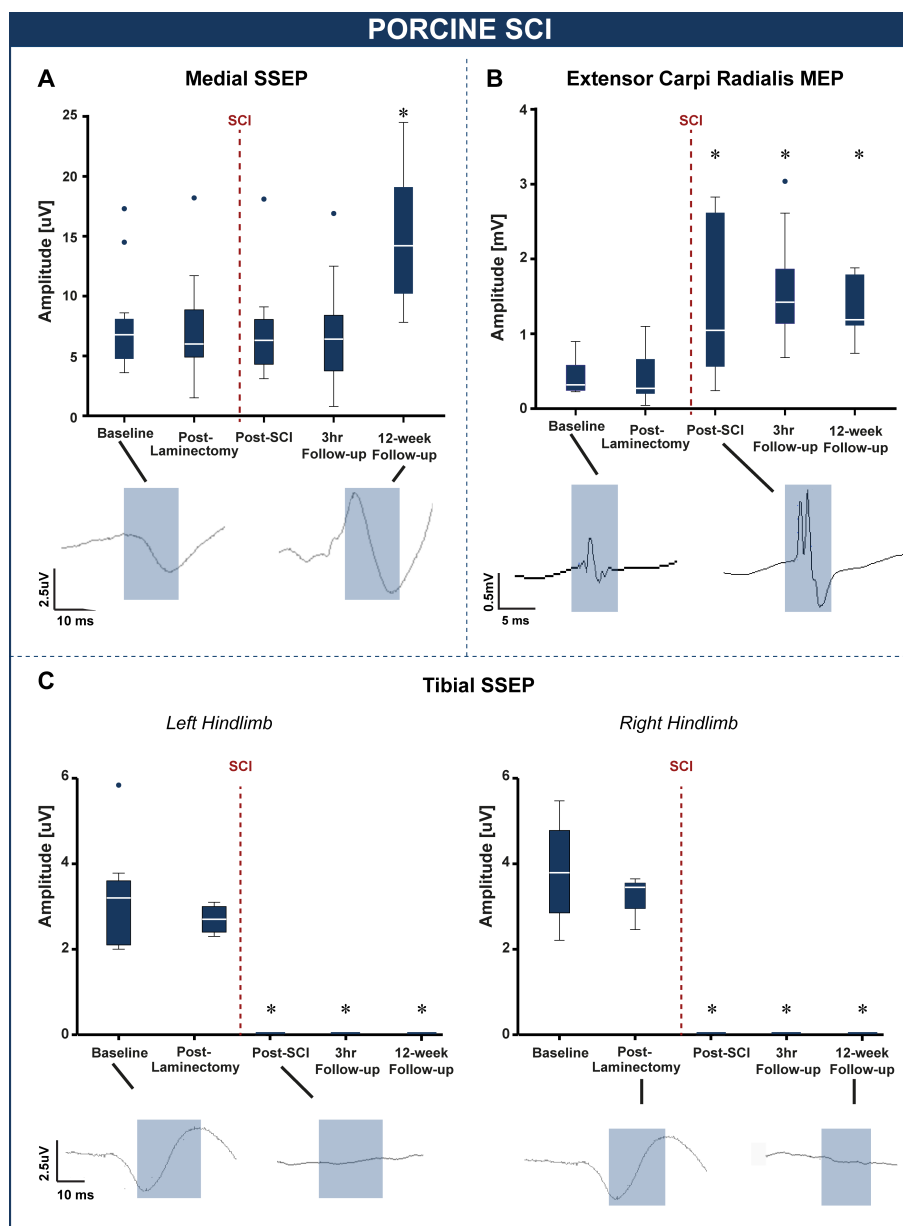 PORCINE SCI
A
Medial SSEP
SCI
*
Amplitude [uV]
25
20
15
10
5
0
Baseline
Post-
Laminectomy
Post-SCI
3hr
Follow-up
12-week
Follow-up
2.5uV
10 ms
B
Extensor Carpi Radialis MEP
SCI
* * *
Amplitude [mV]
4
3
2
1
0
Baseline
Post-
Laminectomy
Post-SCI
3hr
Follow-up
12-week
Follow-up
0.5mV
5 ms
C
Tibial SSEP
Left Hindlimb
SCI
Amplitude [uV]
6
4
2
0
* * *
Baseline
Post-
Laminectomy
Post-SCI
3hr
Follow-up
12-week
Follow-up
2.5uV
10 ms
Right Hindlimb
SCI
Amplitude [uV]
6
4
2
0
* * *
Baseline
Post-
Laminectomy
Post-SCI
3hr
Follow-up
12-week
Follow-up